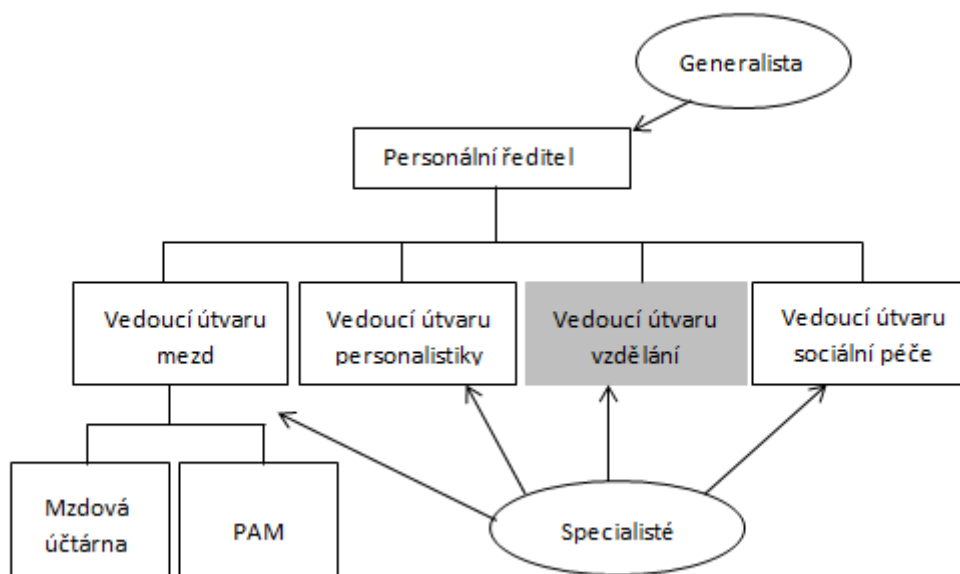 Generalista
Personální ředitel
Vedoucí útvaru
mezd
Vedoucí útvaru
personalistiky
Vedoucí útvaru
vzdělání
Vedoucí útvaru
sociální péče
Mzdová
účtárna
PAM
Specialisté